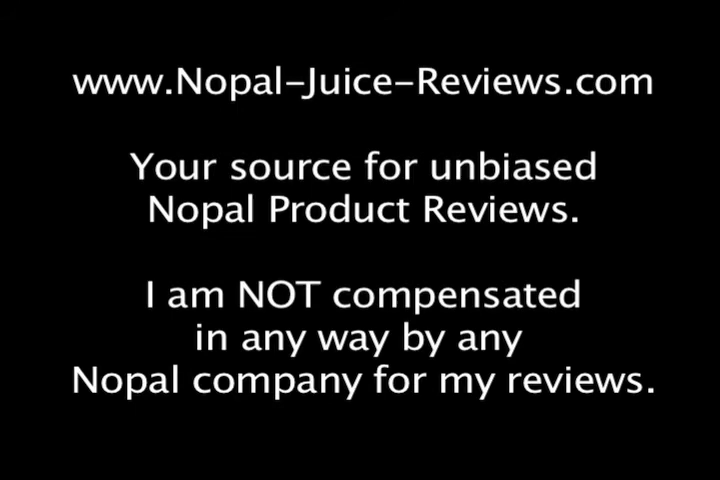 www.Nopal-Juice-Reviews.com
Your source for unbiased
Nopal Product Reviews.
I am NOT compensated
in any way by any
Nopal company for my reviews.